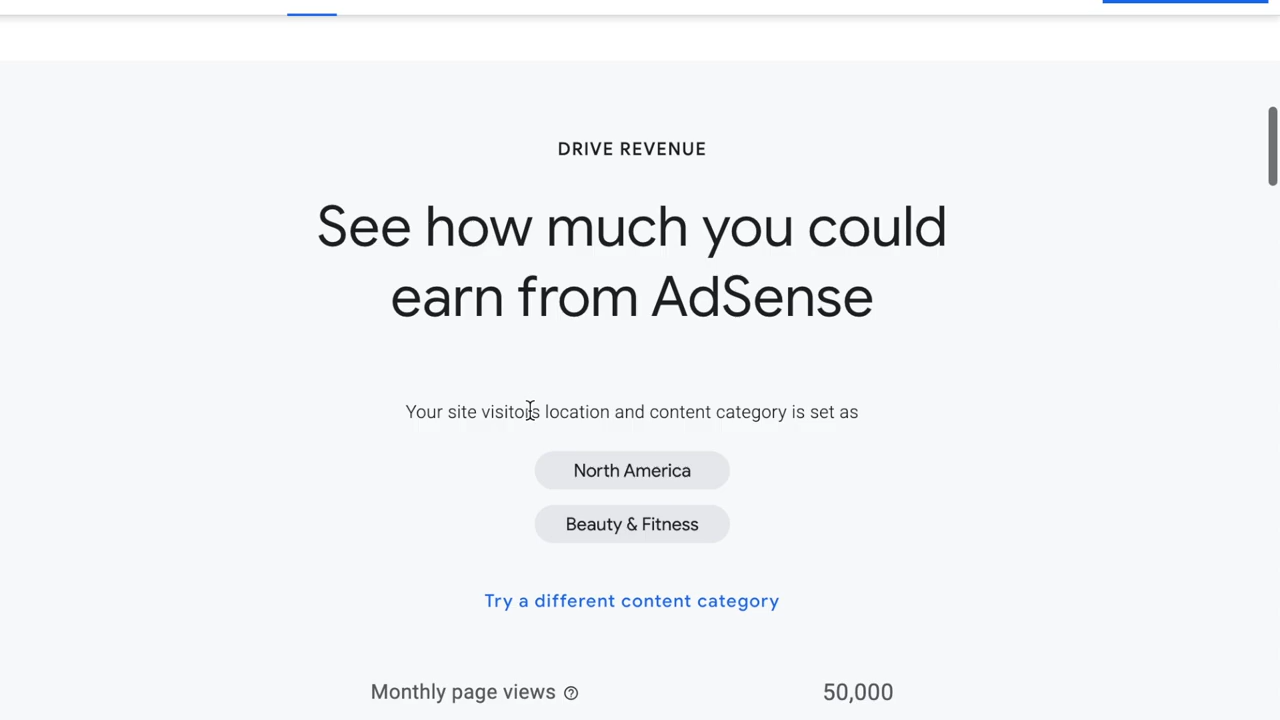 DRIVE REVENUE
See how much you could
earn from AdSense
Your site visitors location and content category is set as
North America
Beauty & Fitness
Try a different content category
Monthly page views ? 50,000